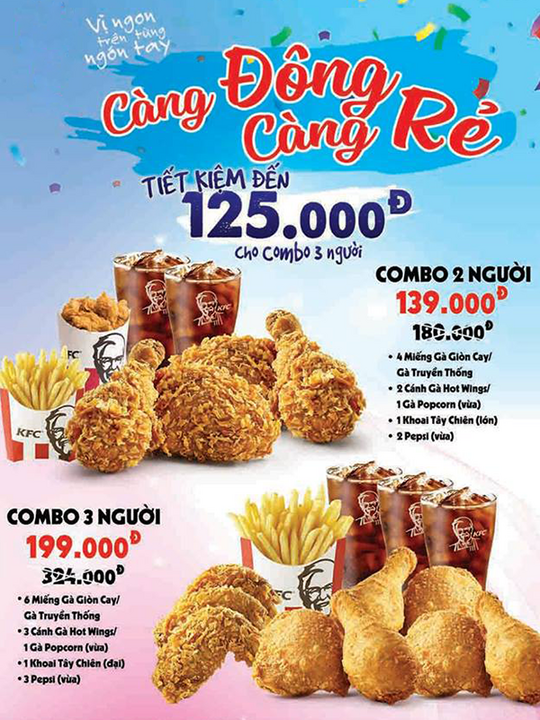 Vị ngon
trên từng
ngón tay
Càng Đông
Càng Rẻ
TIẾT KIỆM ĐẾN
125.000Đ
cho combo 3 người
COMBO 2 NGƯỜI
139.000Đ
180.000Đ
• 4 Miếng Gà Giòn Cay/
Gà Truyền Thống
• 2 Cánh Gà Hot Wings/
1 Gà Popcorn (vừa)
• 1 Khoai Tây Chiên (lớn)
• 2 Pepsi (vừa)
KFC
KFC
FC
COMBO 3 NGƯỜI
199.000Đ
324.000Đ
• 6 Miếng Gà Giòn Cay/
Gà Truyền Thống
• 3 Cánh Gà Hot Wings/
1 Gà Popcorn (vừa)
• 1 Khoai Tây Chiên (đại)
• 3 Pepsi (vừa)